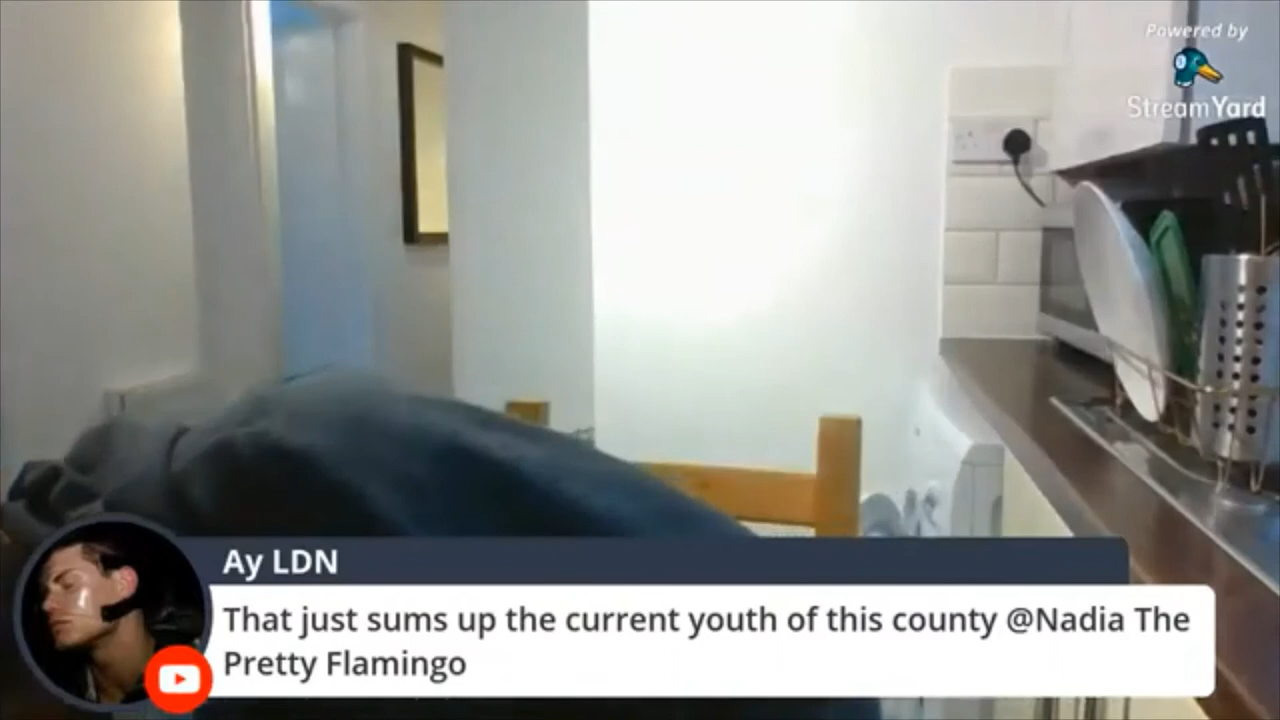 Powered by
StreamYard
Ay LDN
That just sums up the current youth of this county @Nadia The
Pretty Flamingo